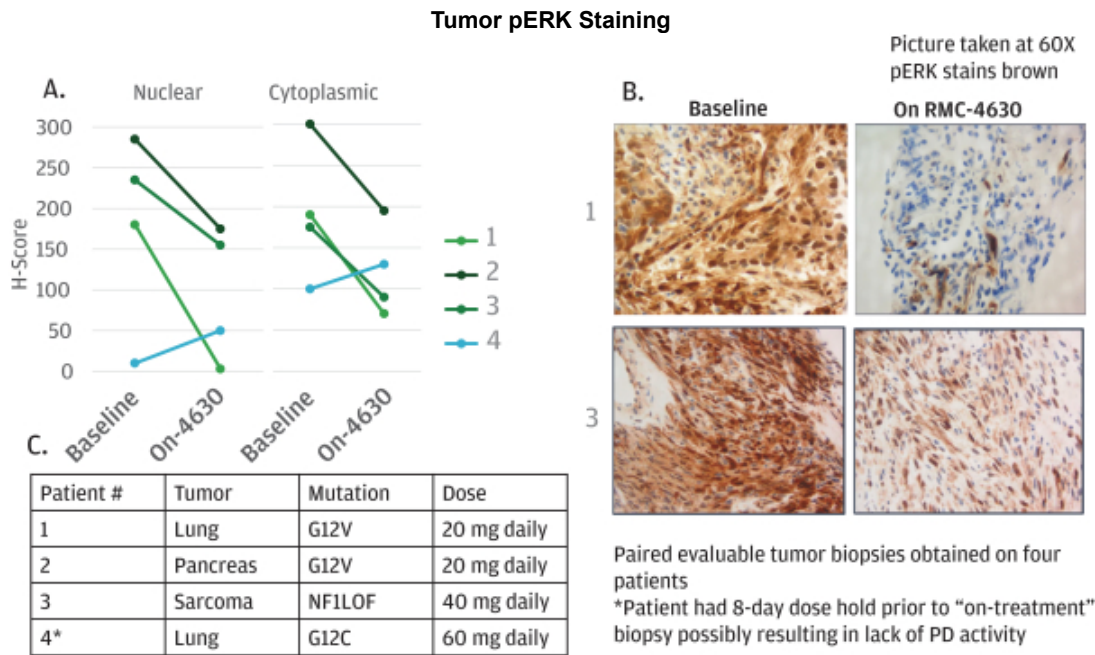 Tumor pERK Staining
Picture taken at 60X
pERK stains brown
A.
Nuclear
Cytoplasmic
H-Score
300
250
200
150
100
50
0
Baseline
On-4630
Baseline
On-4630
1
2
3
4
B.
Baseline
On RMC-4630
1
3
C.
Patient # Tumor Mutation Dose
1 Lung G12V 20 mg daily
2 Pancreas G12V 20 mg daily
3 Sarcoma NF1LOF 40 mg daily
4* Lung G12C 60 mg daily
Paired evaluable tumor biopsies obtained on four
patients
*Patient had 8-day dose hold prior to “on-treatment”
biopsy possibly resulting in lack of PD activity